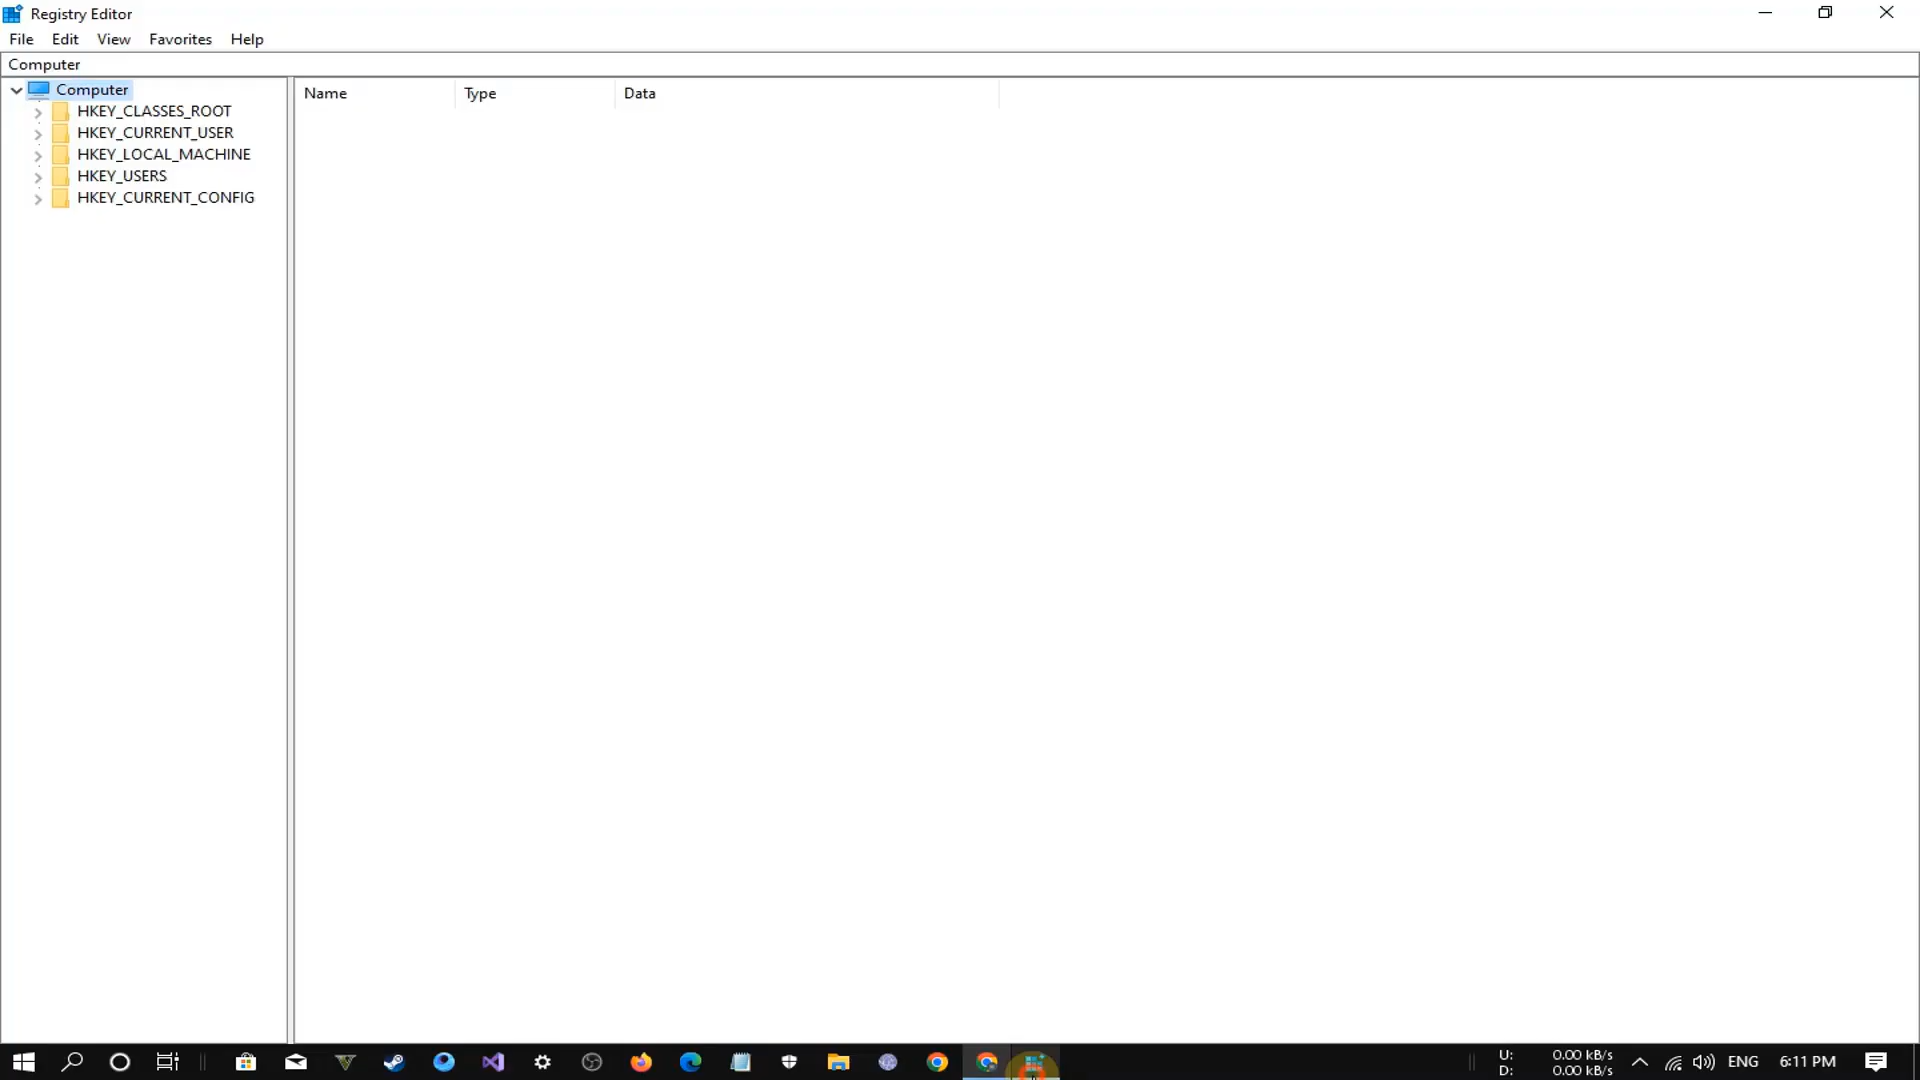 Registry Editor
File Edit View Favorites Help
Computer
Computer
HKEY_CLASSES_ROOT
HKEY_CURRENT_USER
HKEY_LOCAL_MACHINE
HKEY_USERS
HKEY_CURRENT_CONFIG
Name Type Data
U: 0.00 kB/s
D: 0.00 kB/s
ENG 6:11 PM